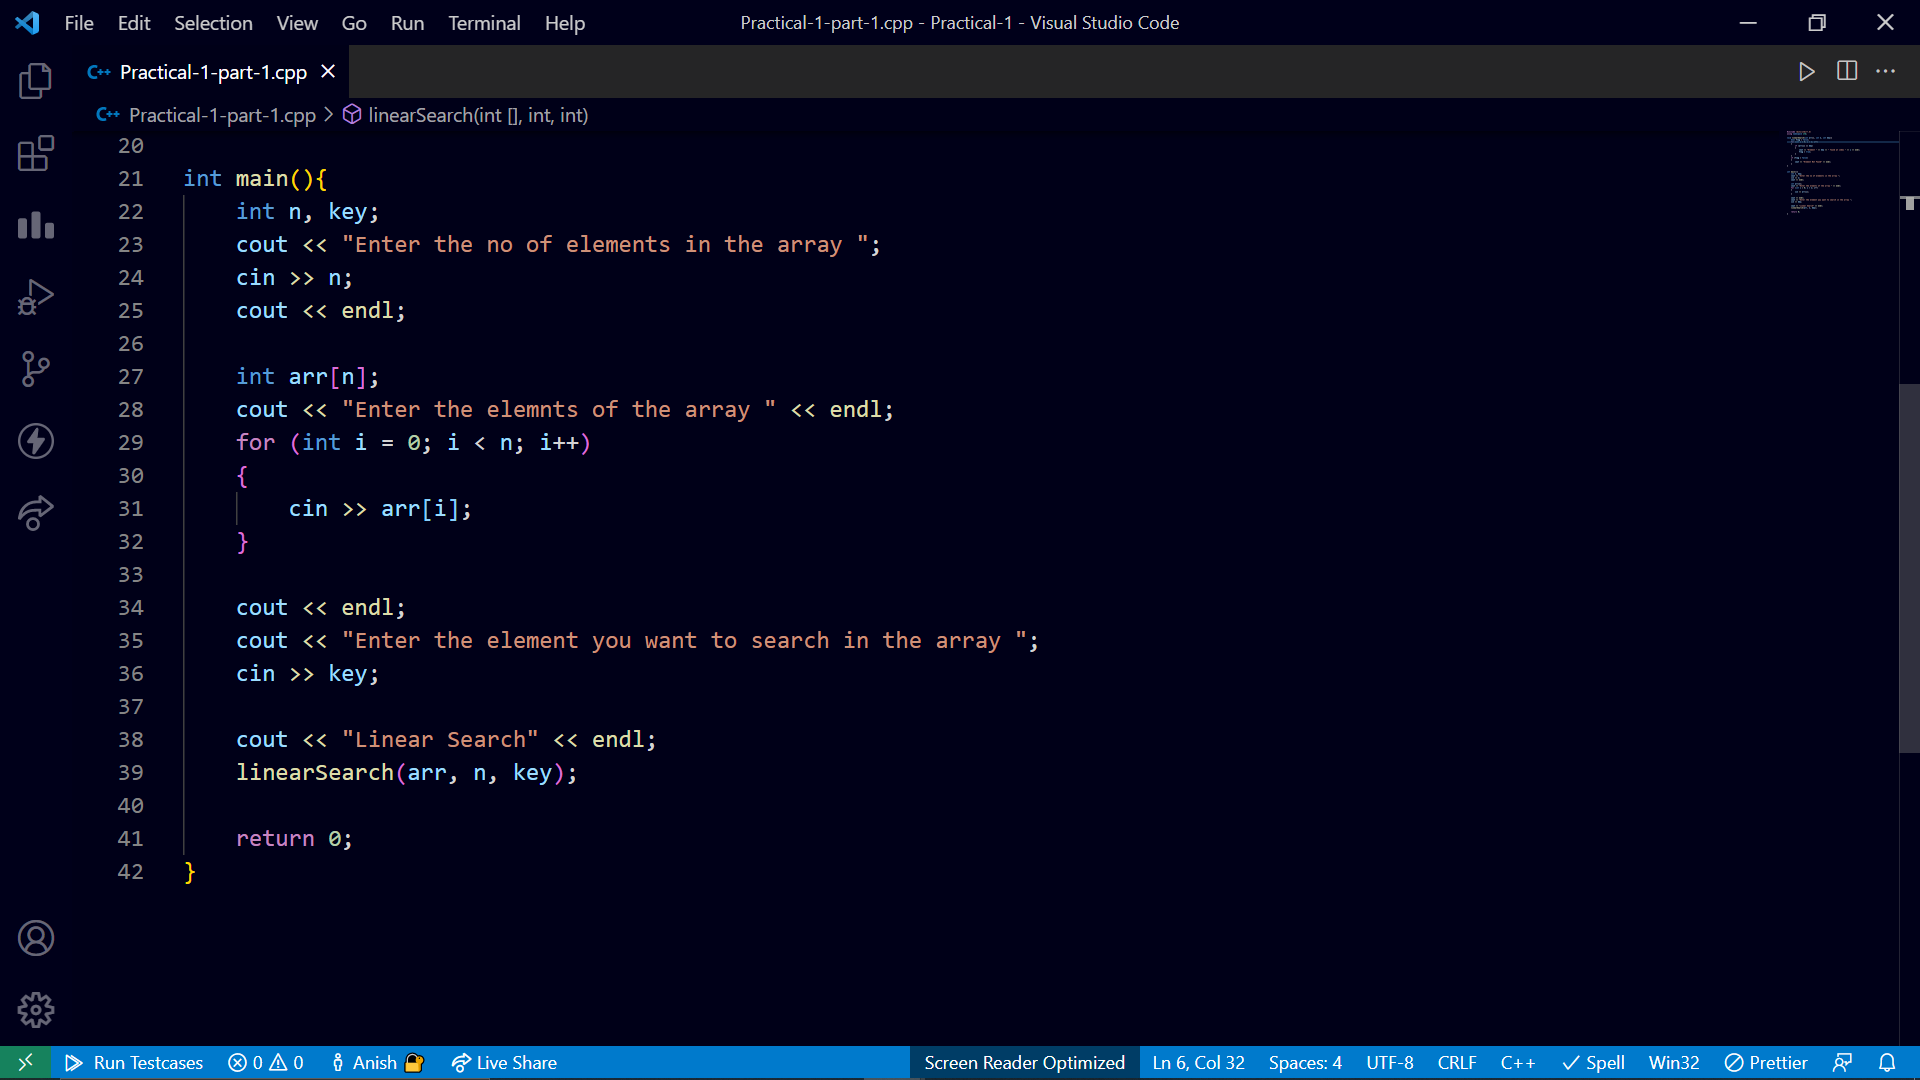 File Edit Selection View Go Run Terminal Help Practical-1-part-1.cpp - Practical-1 - Visual Studio Code
C++ Practical-1-part-1.cpp
C++ Practical-1-part-1.cpp > linearSearch(int [], int, int)
20
21 int main(){
22     int n, key;
23     cout << "Enter the no of elements in the array ";
24     cin >> n;
25     cout << endl;
26
27     int arr[n];
28     cout << "Enter the elemnts of the array " << endl;
29     for (int i = 0; i < n; i++)
30     {
31         cin >> arr[i];
32     }
33
34     cout << endl;
35     cout << "Enter the element you want to search in the array ";
36     cin >> key;
37
38     cout << "Linear Search" << endl;
39     linearSearch(arr, n, key);
40
41     return 0;
42 }
Run Testcases 0 0 Anish Live Share Screen Reader Optimized Ln 6, Col 32 Spaces: 4 UTF-8 CRLF C++ Spell Win32 Prettier